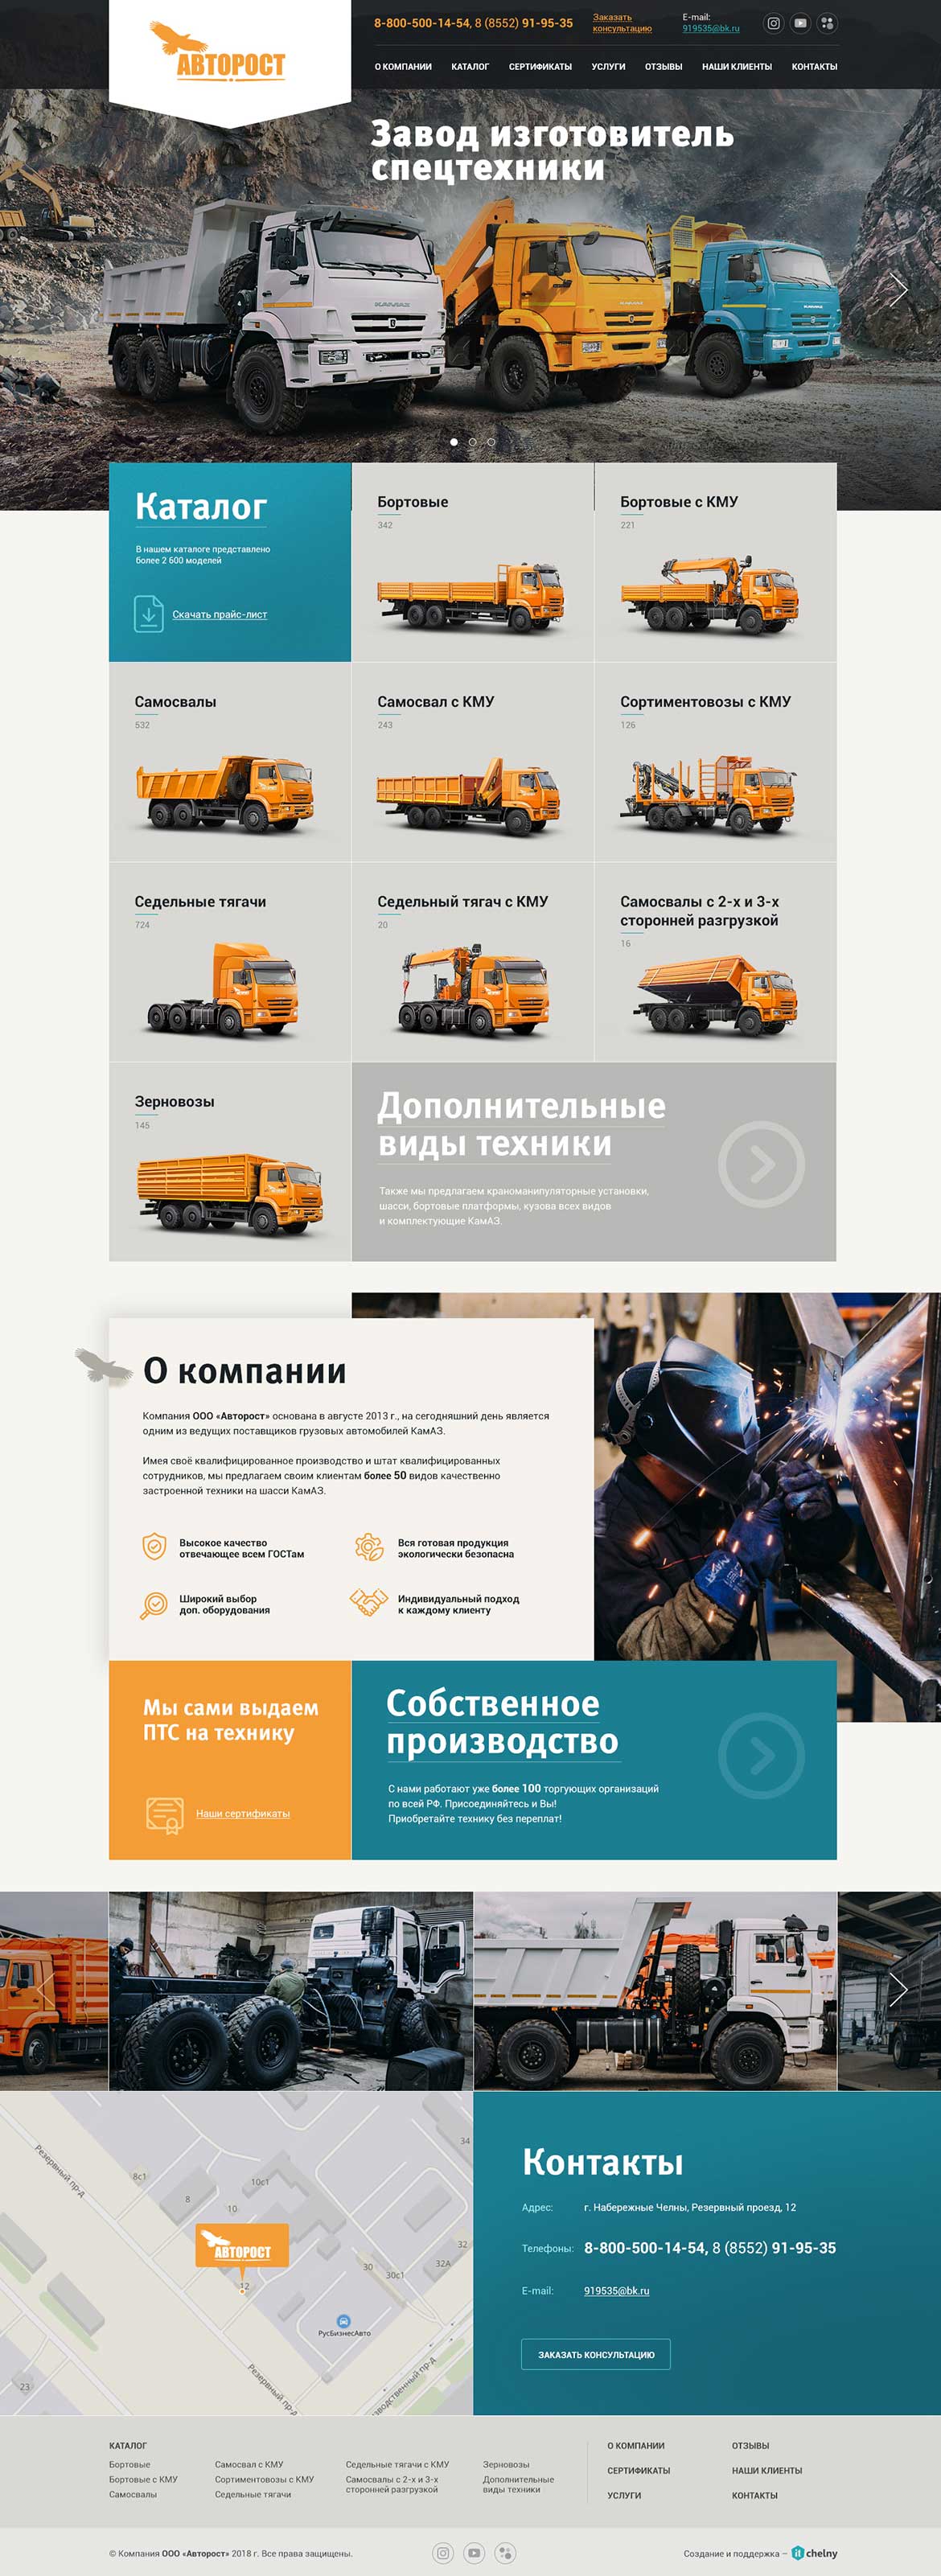 АВТОРОСТ
8-800-500-14-54, 8 (8552) 91-95-35
Заказать
консультацию
E-mail:
919535@bk.ru
О КОМПАНИИ КАТАЛОГ СЕРТИФИКАТЫ УСЛУГИ ОТЗЫВЫ НАШИ КЛИЕНТЫ КОНТАКТЫ
Завод изготовитель
спецтехники
КАМАЗ
Каталог
В нашем каталоге представлено
более 2 600 моделей
Скачать прайс-лист
Бортовые
342
Бортовые с КМУ
221
Самосвалы
532
Самосвал с КМУ
243
Сортиментовозы с КМУ
126
Седельные тягачи
724
Седельный тягач с КМУ
20
Самосвалы с 2-х и 3-х
сторонней разгрузкой
16
Зерновозы
145
Дополнительные
виды техники
Также мы предлагаем краноманипуляторные установки,
шасси, бортовые платформы, кузова всех видов
и комплектующие КамАЗ.
О компании
Компания ООО «Авторост» основана в августе 2013 г., на сегодняшний день является
одним из ведущих поставщиков грузовых автомобилей КамАЗ.
Имея своё квалифицированное производство и штат квалифицированных
сотрудников, мы предлагаем своим клиентам более 50 видов качественно
застроенной техники на шасси КамАЗ.
Высокое качество
отвечающее всем ГОСТам
Вся готовая продукция
экологически безопасна
Широкий выбор
доп. оборудования
Индивидуальный подход
к каждому клиенту
Мы сами выдаем
ПТС на технику
Наши сертификаты
Собственное
производство
С нами работают уже более 100 торгующих организаций
по всей РФ. Присоединяйтесь и Вы!
Приобретайте технику без переплат!
Резервный пр-д
8с1
8
10с1
10
34
АВТОРОСТ
12
30
30с1
32
32А
РусБизнесАвто
23
Резервный пр-д
зводственный пр-д
Контакты
Адрес: г. Набережные Челны, Резервный проезд, 12
Телефоны: 8-800-500-14-54, 8 (8552) 91-95-35
E-mail: 919535@bk.ru
ЗАКАЗАТЬ КОНСУЛЬТАЦИЮ
КАТАЛОГ
Бортовые
Бортовые с КМУ
Самосвалы
Самосвал с КМУ
Сортиментовозы с КМУ
Седельные тягачи
Седельные тягачи с КМУ
Самосвалы с 2-х и 3-х
сторонней разгрузкой
Зерновозы
Дополнительные
виды техники
О КОМПАНИИ
СЕРТИФИКАТЫ
УСЛУГИ
ОТЗЫВЫ
НАШИ КЛИЕНТЫ
КОНТАКТЫ
© Компания ООО «Авторост» 2018 г. Все права защищены.
Создание и поддержка – it chelny